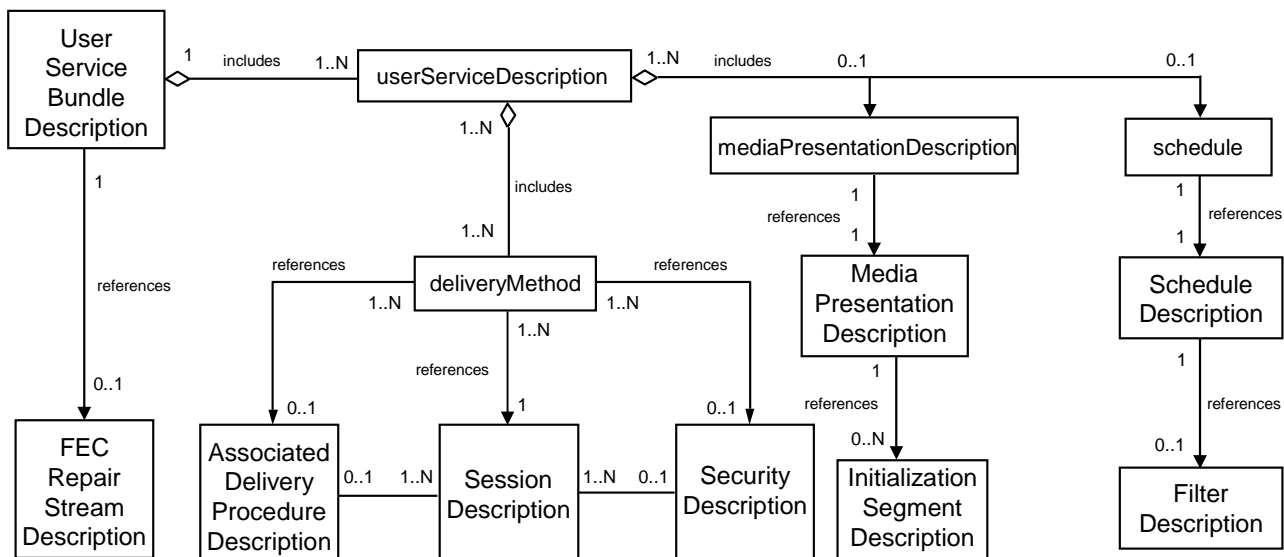 User
Service
Bundle
Description
1
includes
1..N
userServiceDescription
1..N
includes
0..1
0..1
1..N
mediaPresentationDescription
schedule
1
includes
1
1
references
references
1..N
1
1
references
deliveryMethod
references
Media
Presentation
Description
Schedule
Description
references
1..N
1..N
1..N
references
1
1
references
references
0..1
0..1
1
0..1
0..N
0..1
FEC
Repair
Stream
Description
Associated
Delivery
Procedure
Description
0..1
1..N
Session
Description
1..N
0..1
Security
Description
Initialization
Segment
Description
Filter
Description